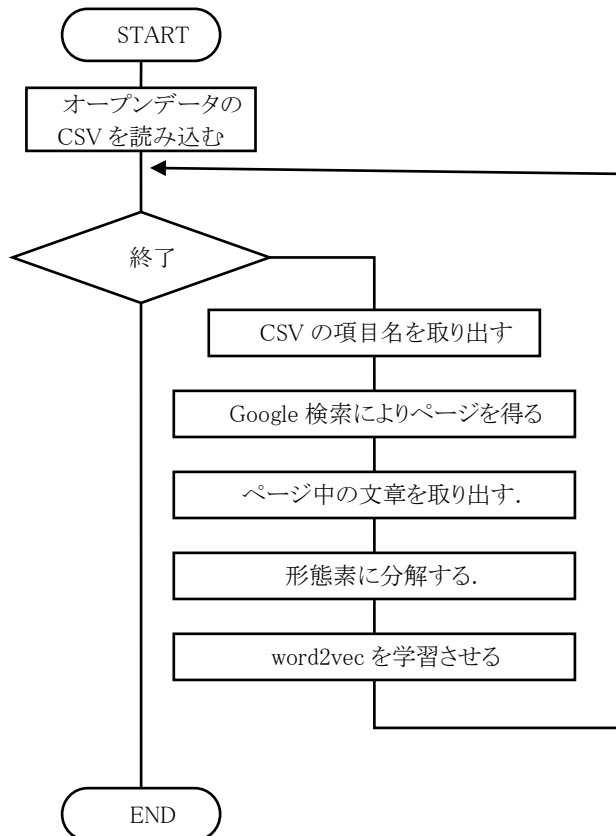 START
オープンデータの
CSV を読み込む
終了
CSV の項目名を取り出す
Google 検索によりページを得る
ページ中の文章を取り出す.
形態素に分解する.
word2vec を学習させる
END